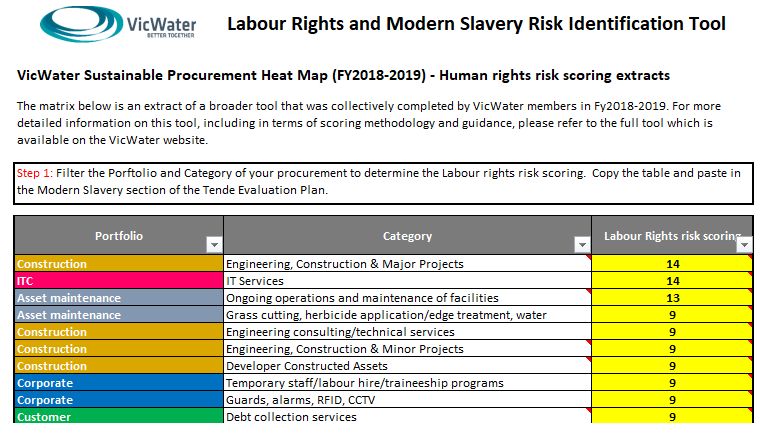 VicWater
BETTER TOGETHER
Labour Rights and Modern Slavery Risk Identification Tool
VicWater Sustainable Procurement Heat Map (FY2018-2019) - Human rights risk scoring extracts
The matrix below is an extract of a broader tool that was collectively completed by VicWater members in Fy2018-2019. For more
detailed information on this tool, including in terms of scoring methodology and guidance, please refer to the full tool which is
available on the VicWater website.
Step 1: Filter the Porftolio and Category of your procurement to determine the Labour rights risk scoring. Copy the table and paste in
the Modern Slavery section of the Tende Evaluation Plan.
Portfolio Category Labour Rights risk scoring
Construction Engineering, Construction & Major Projects 14
ITC IT Services 14
Asset maintenance Ongoing operations and maintenance of facilities 13
Asset maintenance Grass cutting, herbicide application/edge treatment, water 9
Construction Engineering consulting/technical services 9
Construction Engineering, Construction & Minor Projects 9
Construction Developer Constructed Assets 9
Corporate Temporary staff/labour hire/traineeship programs 9
Corporate Guards, alarms, RFID, CCTV 9
Customer Debt collection services 9